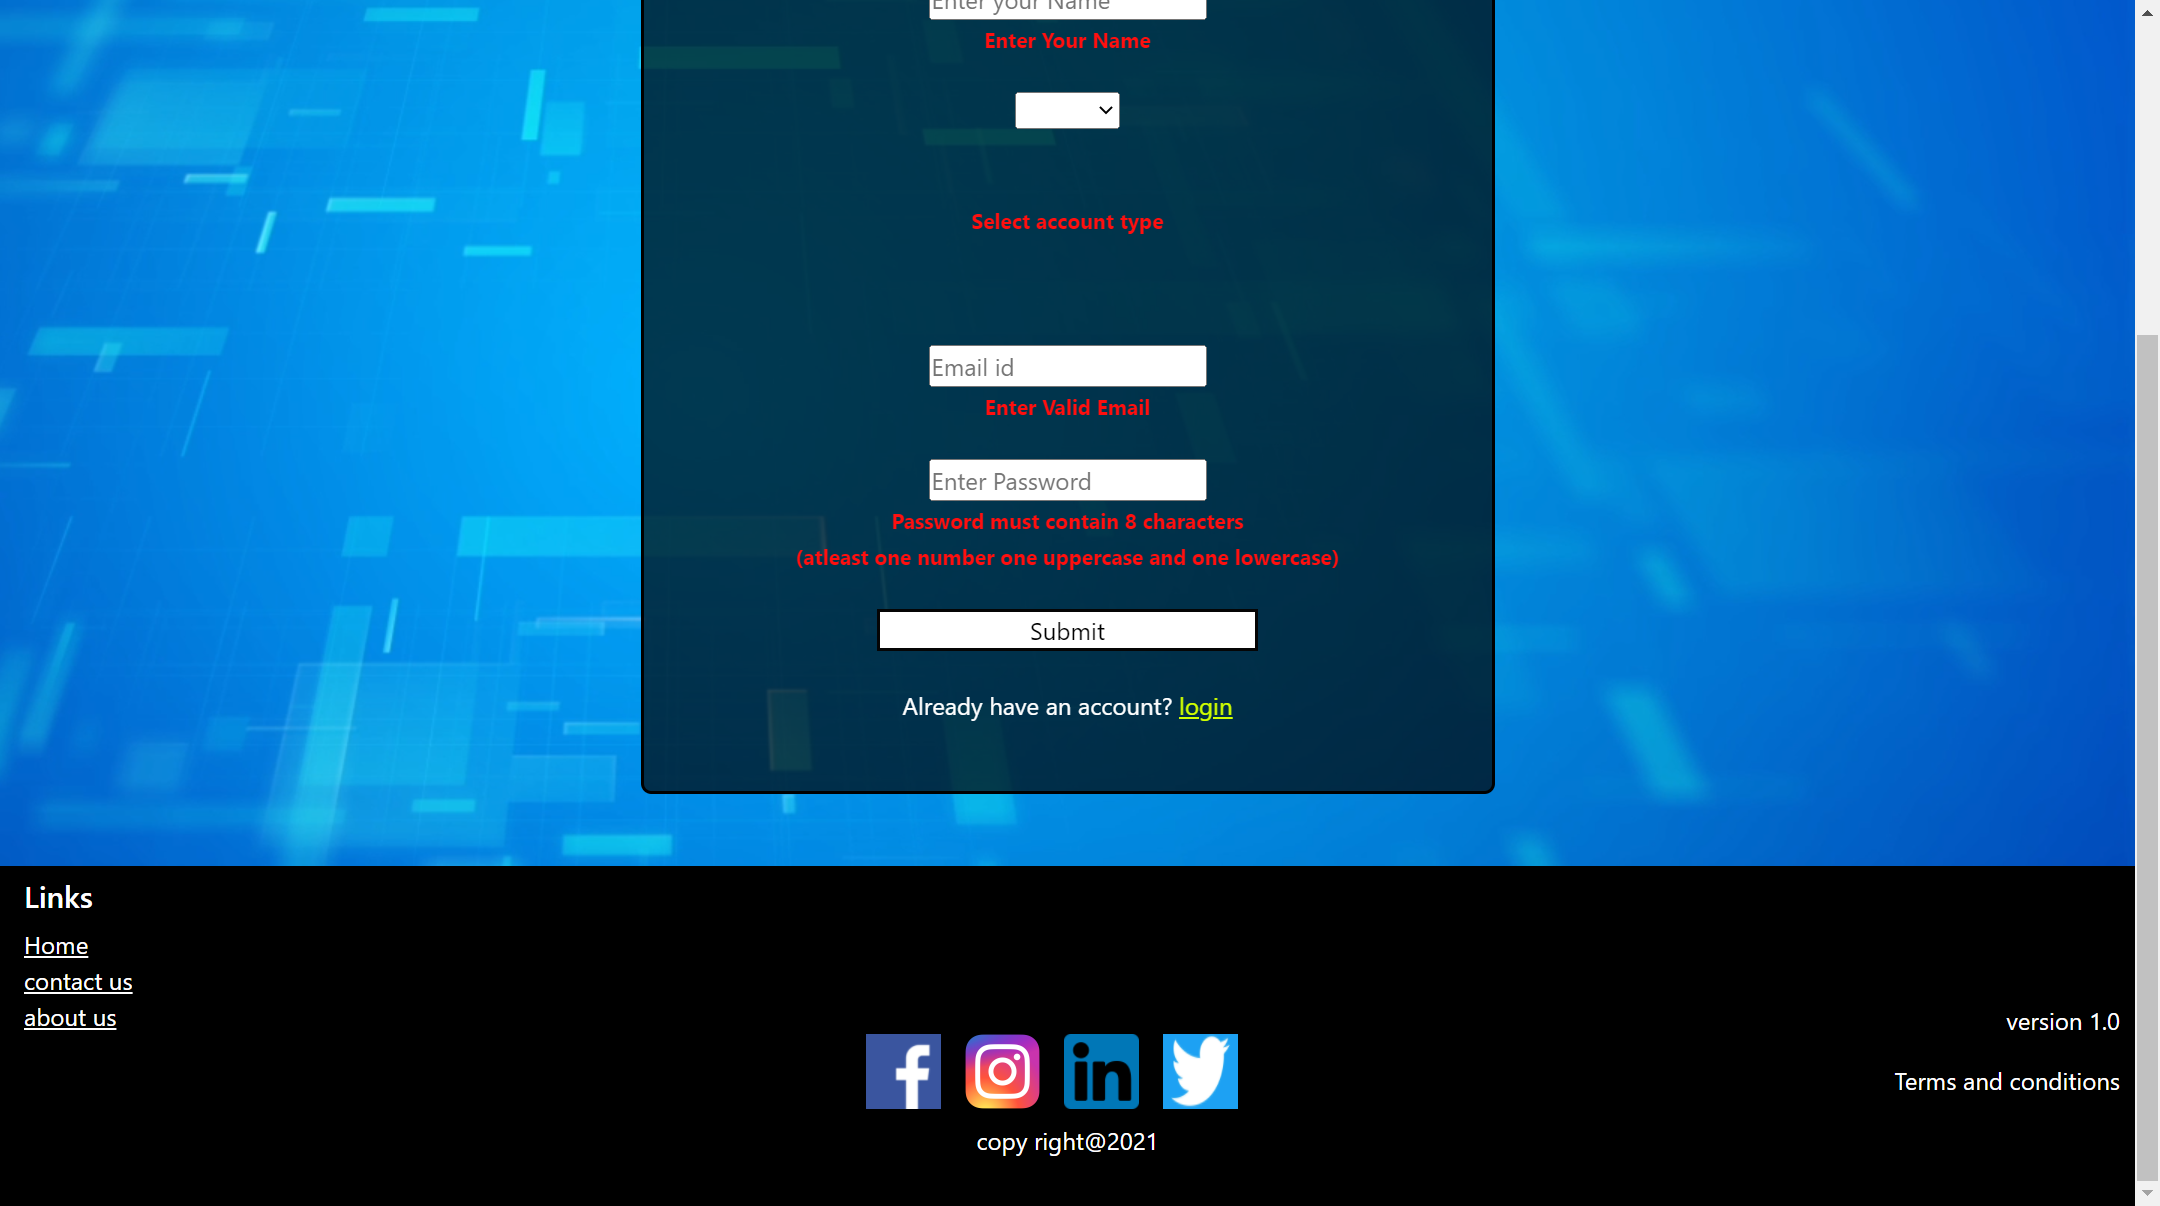 Enter your Name
Enter Your Name
Select account type
Email id
Enter Valid Email
Enter Password
Password must contain 8 characters
(atleast one number one uppercase and one lowercase)
Submit
Already have an account? login
Links
Home
contact us
about us
version 1.0
Terms and conditions
f
in
copy right@2021